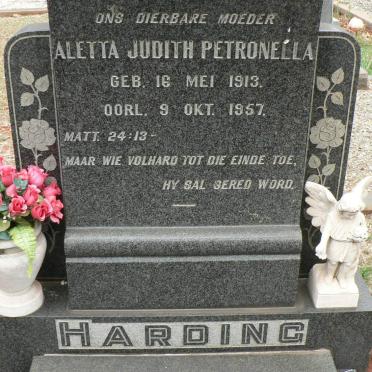 ONS DIERBARE MOEDER
ALETTA JUDITH PETRONELLA
GEB. 16 MEI 1913.
OORL. 9 OKT. 1957.
MATT. 24:13-
MAAR WIE VOLHARD TOT DIE EINDE TOE,
HY SAL GERED WORD.
HARDING